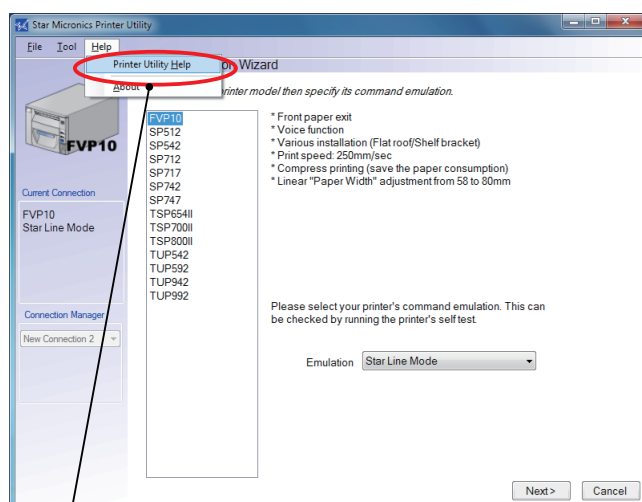 Star Micronics Printer Utility
File Tool Help
Printer Utility Help
About
Wizard
printer model then specify its command emulation.
FVP10
Current Connection
FVP10
Star Line Mode
Connection Manager
New Connection 2
FVP10
SP512
SP542
SP712
SP717
SP742
SP747
TSP654II
TSP700II
TSP800II
TUP542
TUP592
TUP942
TUP992
* Front paper exit
* Voice function
* Various installation (Flat roof/Shelf bracket)
* Print speed: 250mm/sec
* Compress printing (save the paper consumption)
* Linear "Paper Width" adjustment from 58 to 80mm
Please select your printer's command emulation. This can
be checked by running the printer's self test.
Emulation Star Line Mode
Next > Cancel